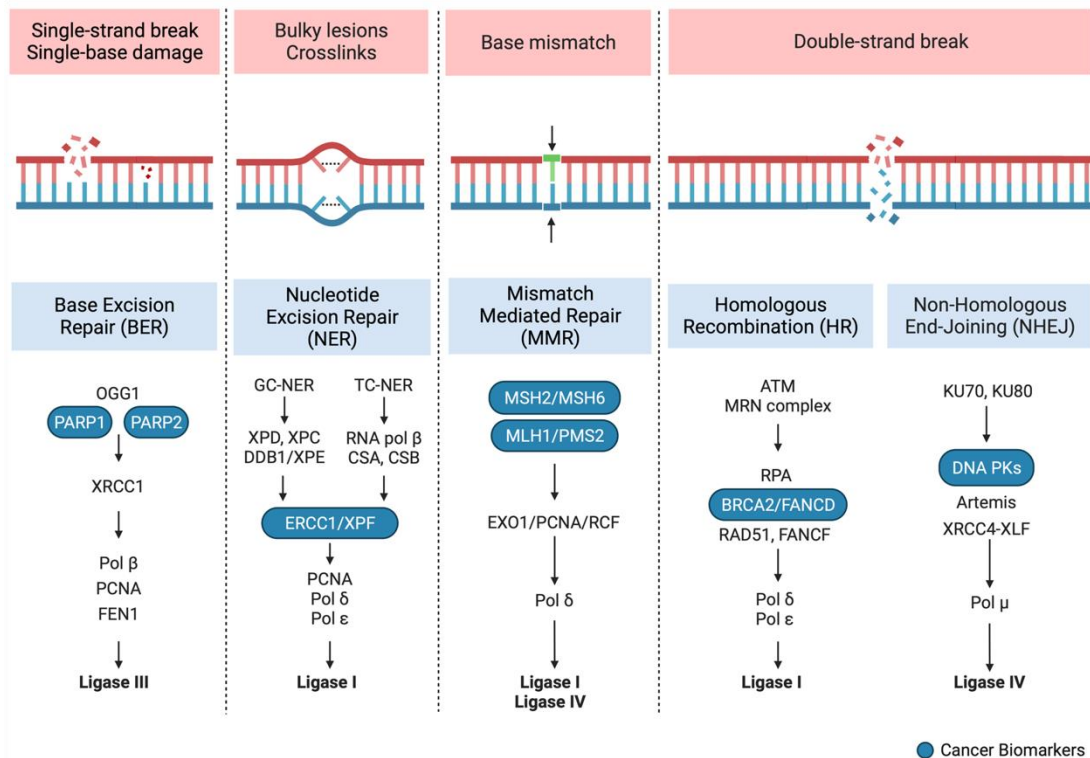 Single-strand break
Single-base damage
Bulky lesions
Crosslinks
Base mismatch
Double-strand break
Base Excision
Repair (BER)
Nucleotide
Excision Repair
(NER)
Mismatch
Mediated Repair
(MMR)
Homologous
Recombination (HR)
Non-Homologous
End-Joining (NHEJ)
OGG1
PARP1
PARP2
XRCC1
Pol β
PCNA
FEN1
Ligase III
GC-NER
TC-NER
XPD, XPC
DDB1/XPE
RNA pol β
CSA, CSB
ERCC1/XPF
PCNA
Pol δ
Pol ε
Ligase I
MSH2/MSH6
MLH1/PMS2
EXO1/PCNA/RCF
Pol δ
Ligase I
Ligase IV
ATM
MRN complex
RPA
BRCA2/FANCD
RAD51, FANCF
Pol δ
Pol ε
Ligase I
KU70, KU80
DNA PKs
Artemis
XRCC4-XLF
Pol μ
Ligase IV
Cancer Biomarkers